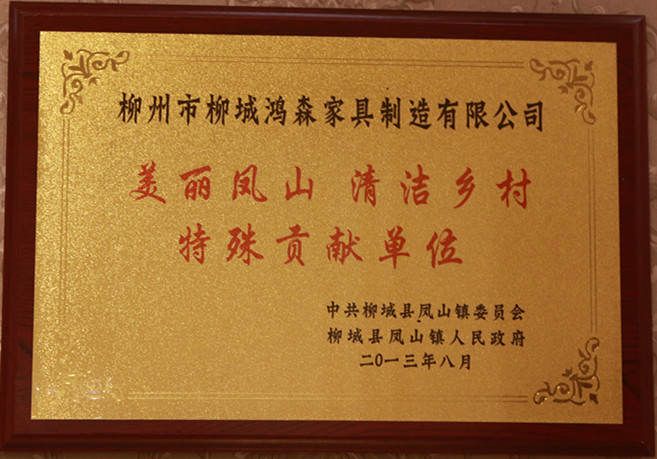 柳州市柳城鸿森家具制造有限公司
美丽凤山 清洁乡村
特殊贡献单位
中共柳城县凤山镇委员会
柳城县凤山镇人民政府
二〇一三年八月